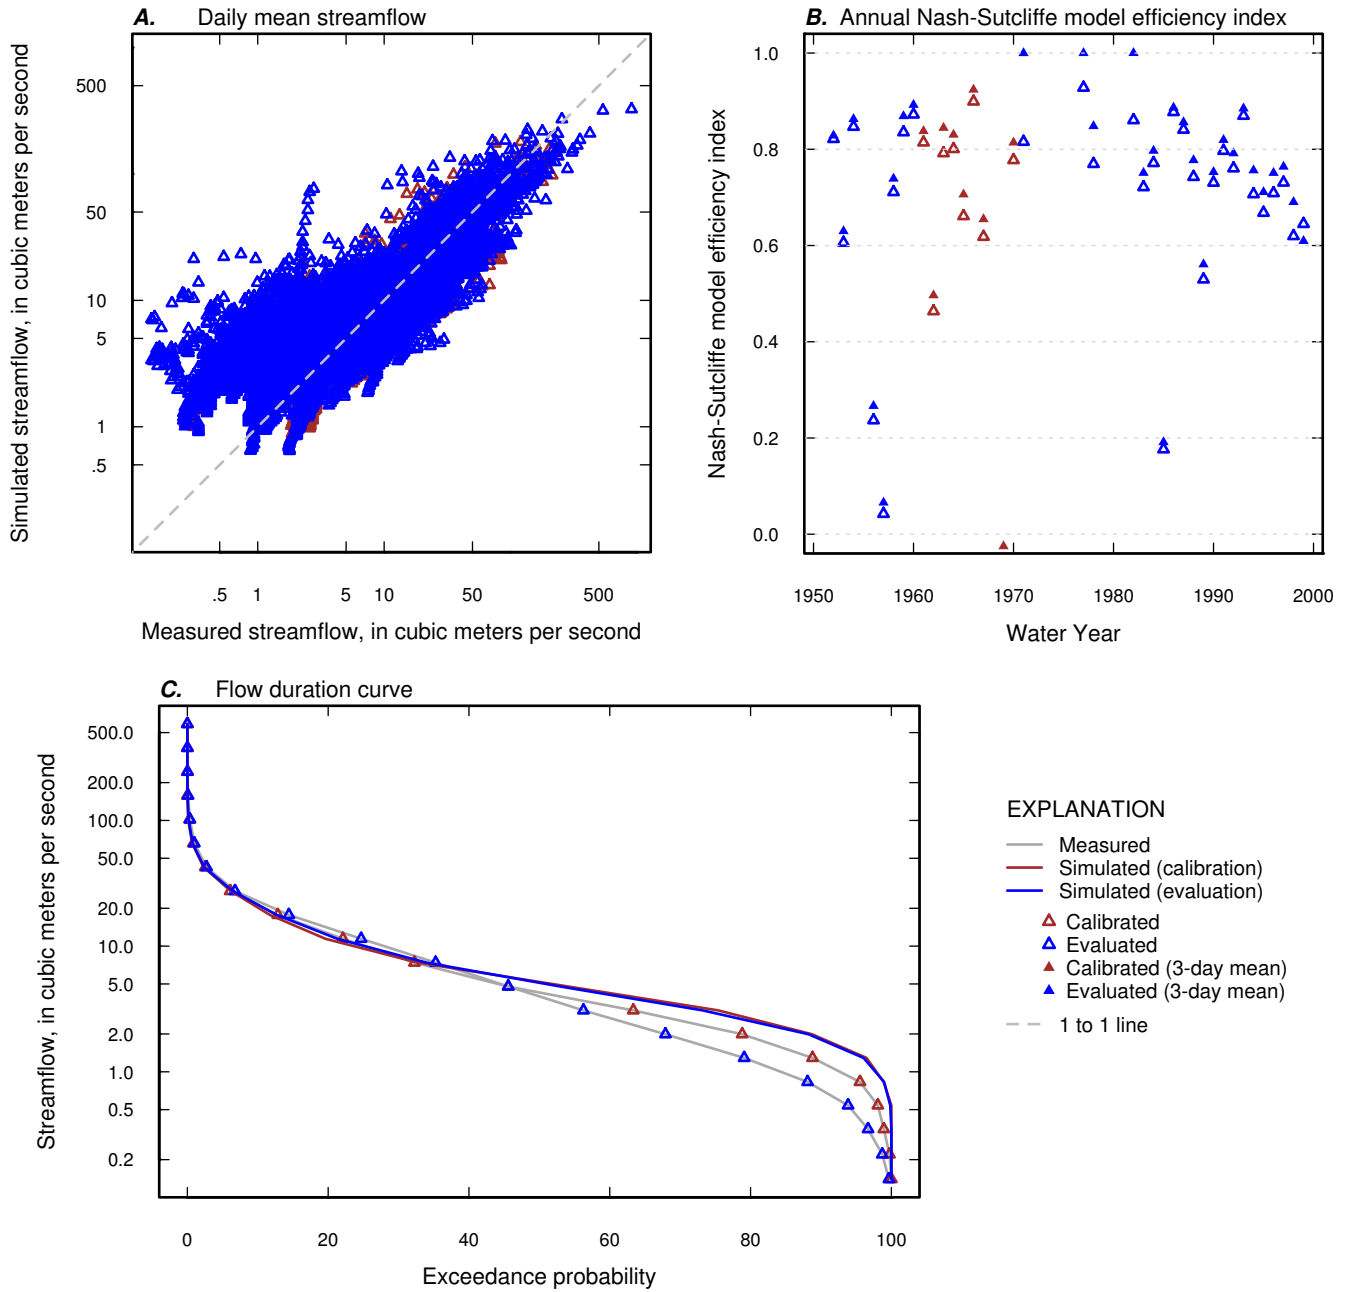 A. Daily mean streamflow
Simulated streamflow, in cubic meters per second
500
50
10
5
1
.5
.5 1 5 10 50 500
Measured streamflow, in cubic meters per second
B. Annual Nash-Sutcliffe model efficiency index
Nash-Sutcliffe model efficiency index
1.0
0.8
0.6
0.4
0.2
0.0
1950 1960 1970 1980 1990 2000
Water Year
C. Flow duration curve
Streamflow, in cubic meters per second
500.0
200.0
100.0
50.0
20.0
10.0
5.0
2.0
1.0
0.5
0.2
0 20 40 60 80 100
Exceedance probability
EXPLANATION
Measured
Simulated (calibration)
Simulated (evaluation)
Calibrated
Evaluated
Calibrated (3-day mean)
Evaluated (3-day mean)
1 to 1 line